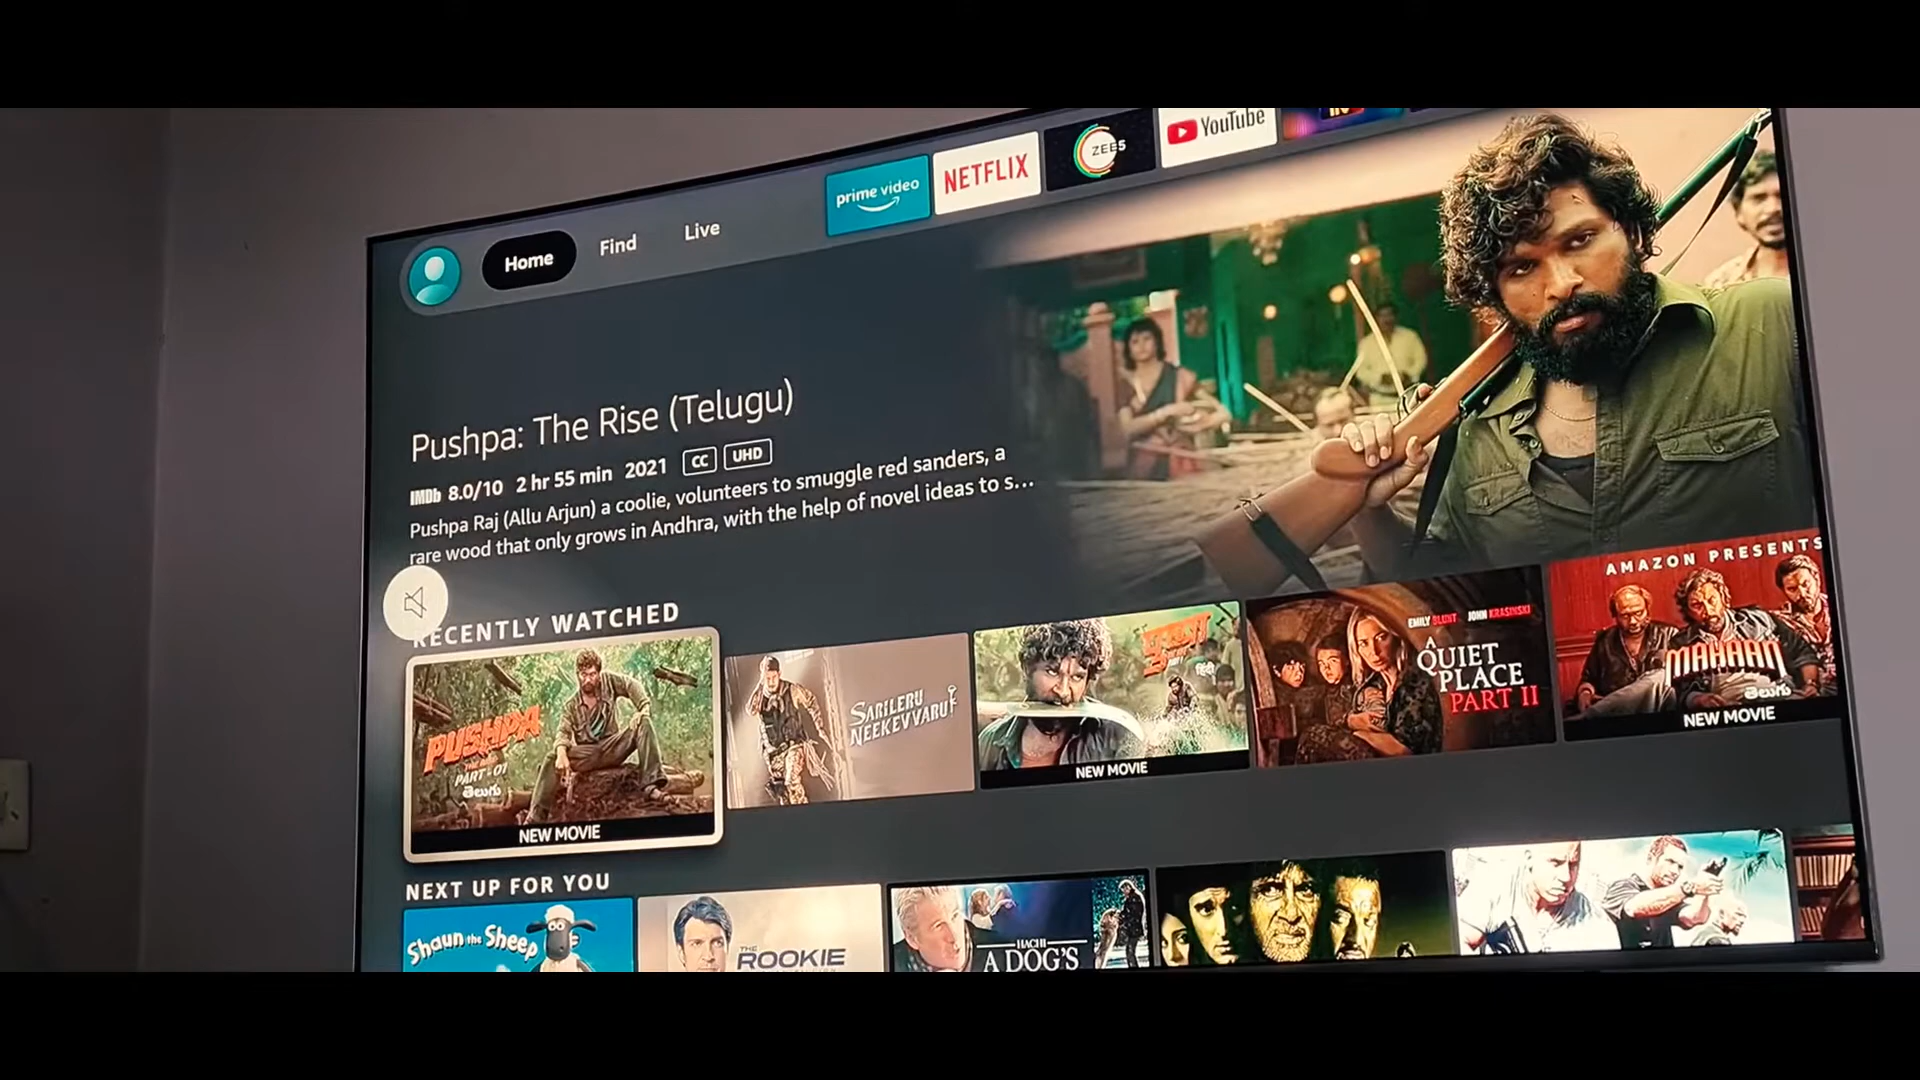 Home
Find
Live
prime video
NETFLIX
ZEE5
YouTube
Pushpa: The Rise (Telugu)
IMDb 8.0/10 2 hr 55 min 2021 CC UHD
Pushpa Raj (Allu Arjun) a coolie, volunteers to smuggle red sanders, a
rare wood that only grows in Andhra, with the help of novel ideas to s...
RECENTLY WATCHED
PUSHPA
THE RISE
PART-01
తెలుగు
NEW MOVIE
SARILERU
NEEKEVVARU
हिंदी
NEW MOVIE
EMILY BLUNT JOHN KRASINSKI
A
QUIET
PLACE
PART II
AMAZON PRESENTS
MAHAAN
తెలుగు
NEW MOVIE
NEXT UP FOR YOU
Shaun the Sheep
THE
ROOKIE
HACHI
A DOG'S